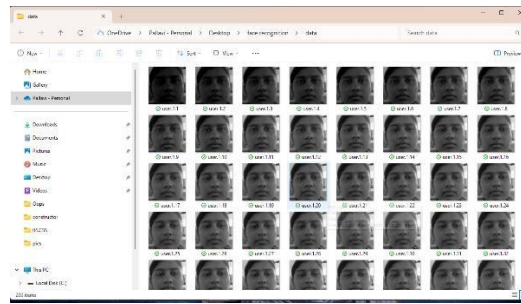 data
OneDrive > Pallavi - Personal > Desktop > face recognition > data
Search data
New
Sort
View
...
Preview
Home
Gallery
Pallavi - Personal
Downloads
Documents
Pictures
Music
Desktop
Videos
Oops
constructor
pics
This PC
Local Disk (C:)
user.1.1 user.1.2 user.1.3 user.1.4 user.1.5 user.1.6 user.1.7 user.1.8
user.1.9 user.1.10 user.1.11 user.1.12 user.1.13 user.1.14 user.1.15 user.1.16
user.1.17 user.1.18 user.1.19 user.1.20 user.1.21 user.1.22 user.1.23 user.1.24
user.1.25 user.1.26 user.1.27 user.1.28 user.1.29 user.1.30 user.1.31 user.1.32